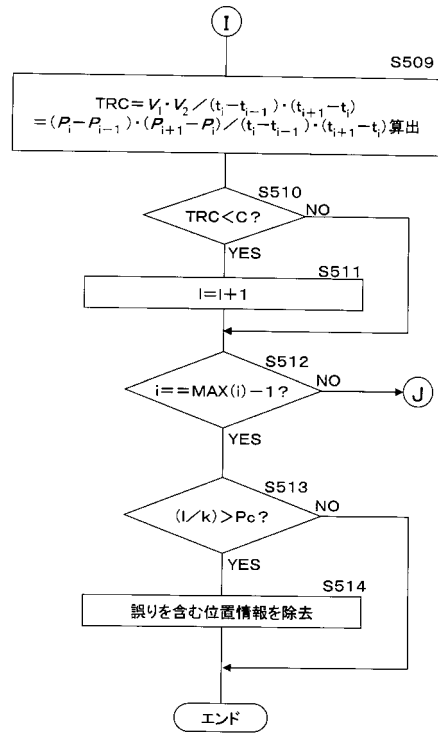 I
S509
TRC=V₁・V₂/(tᵢ−tᵢ₋₁)・(tᵢ₊₁−tᵢ)
=(Pᵢ−Pᵢ₋₁)・(Pᵢ₊₁−Pᵢ)/(tᵢ−tᵢ₋₁)・(tᵢ₊₁−tᵢ)算出
S510
TRC<C?
NO
YES
S511
l=l+1
S512
i==MAX(i)−1?
NO
J
YES
S513
(l/k)>Pc?
NO
YES
S514
誤りを含む位置情報を除去
エンド